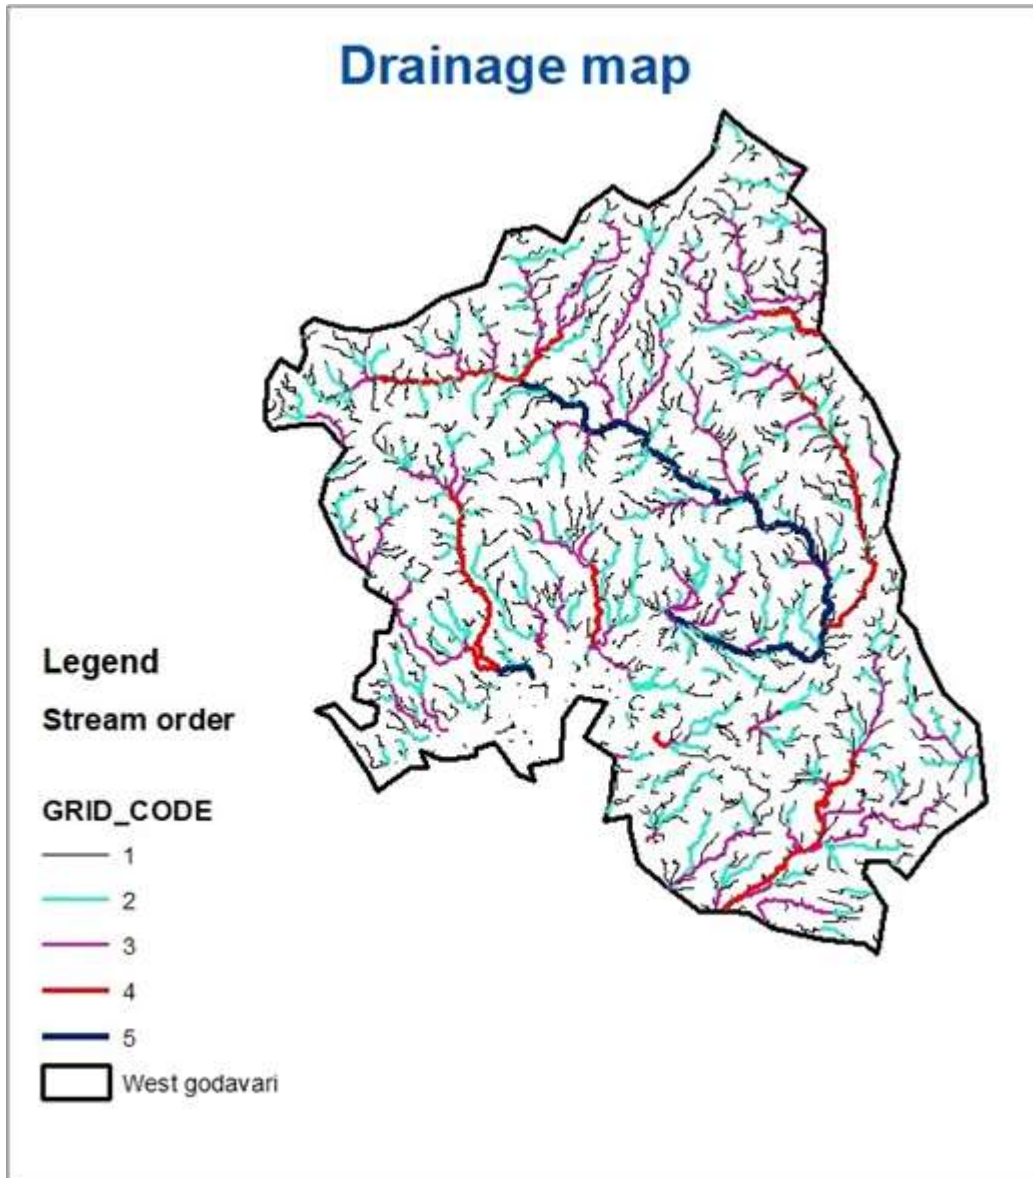 Drainage map
Legend
Stream order
GRID_CODE
1
2
3
4
5
West godavari